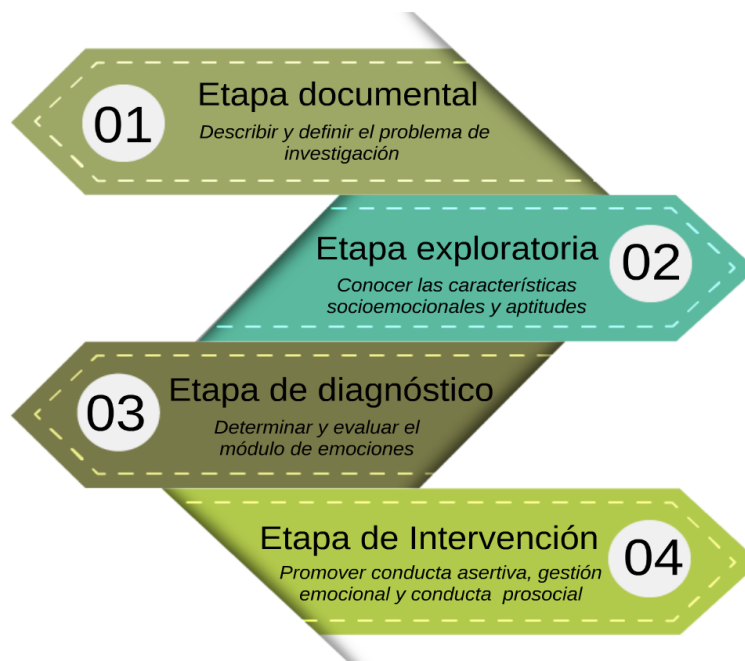 01
Etapa documental
Describir y definir el problema de
investigación
Etapa exploratoria
02
Conocer las características
socioemocionales y aptitudes
03
Etapa de diagnóstico
Determinar y evaluar el
módulo de emociones
Etapa de Intervención
04
Promover conducta asertiva, gestión
emocional y conducta prosocial